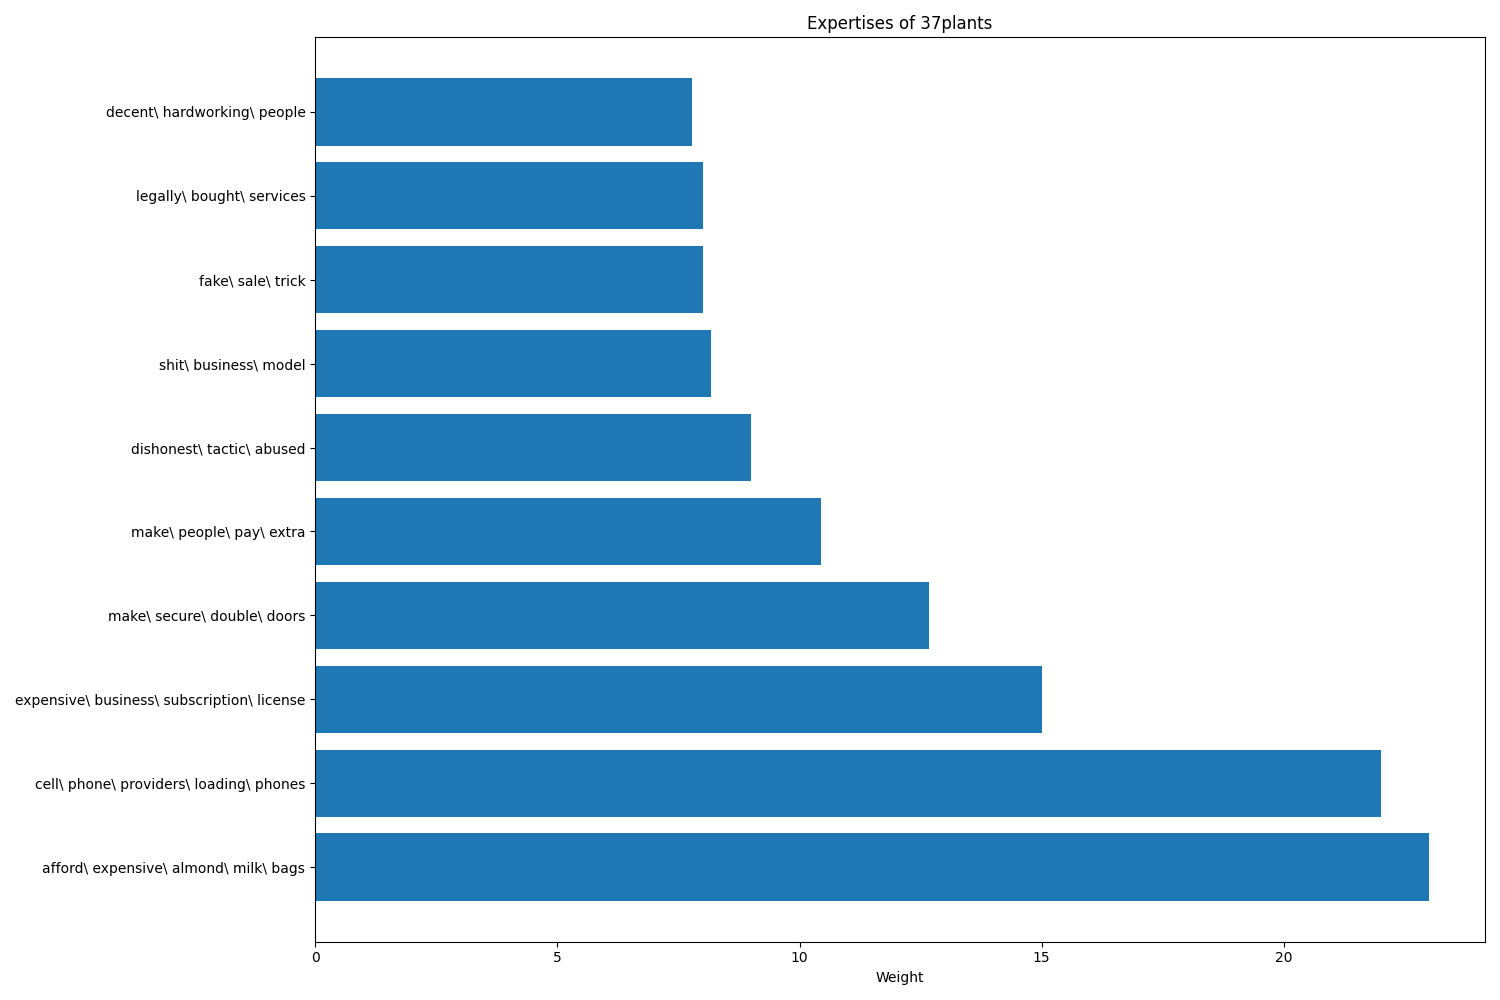 Expertises of 37plants
decent\ hardworking\ people
legally\ bought\ services
fake\ sale\ trick
shit\ business\ model
dishonest\ tactic\ abused
make\ people\ pay\ extra
make\ secure\ double\ doors
expensive\ business\ subscription\ license
cell\ phone\ providers\ loading\ phones
afford\ expensive\ almond\ milk\ bags
0 5 10 15 20
Weight